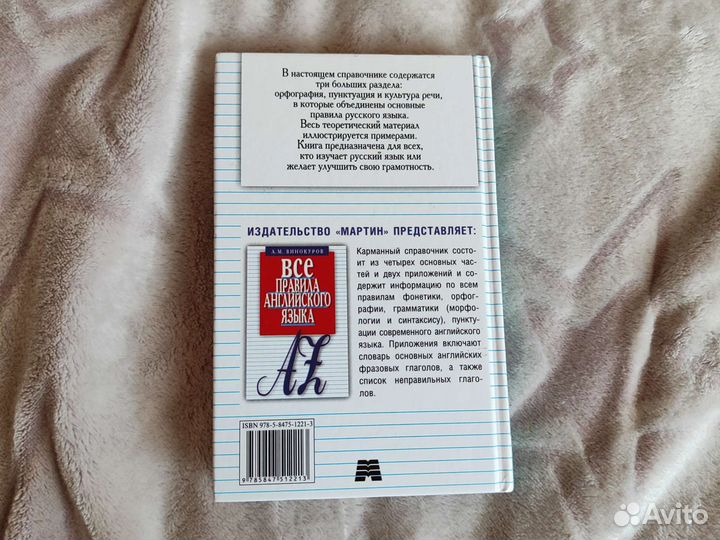 В настоящем справочнике содержатся
три больших раздела:
орфография, пунктуация и культура речи,
в которые объединены основные
правила русского языка.
Весь теоретический материал
иллюстрируется примерами.
Книга предназначена для всех,
кто изучает русский язык или
желает улучшить свою грамотность.
ИЗДАТЕЛЬСТВО «МАРТИН» ПРЕДСТАВЛЯЕТ:
А.М. ВИНОКУРОВ
ВСЕ
ПРАВИЛА
АНГЛИЙСКОГО
ЯЗЫКА
AZ
Карманный справочник состо-
ит из четырех основных час-
тей и двух приложений и со-
держит информацию по всем
правилам фонетики, орфо-
графии, грамматики (морфо-
логии и синтаксису), пункту-
ации современного английского
языка. Приложения включают
словарь основных английских
фразовых глаголов, а также
список неправильных глаго-
лов.
ISBN 978-5-8475-1221-3
9 785847 512213
Avito